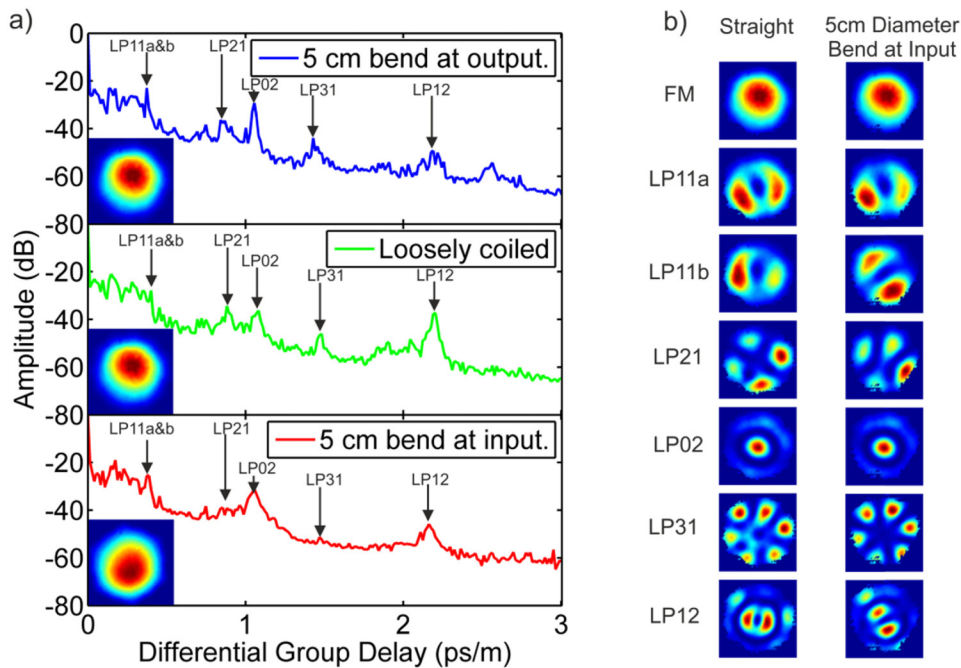 a)
0
-20
-40
-60
-80
LP11a&b
LP21
LP02
LP31
LP12
5 cm bend at output.
-20
-40
-60
-80
LP11a&b
LP21
LP02
LP31
LP12
Loosely coiled
-20
-40
-60
-80
LP11a&b
LP21
LP02
LP31
LP12
5 cm bend at input.
Amplitude (dB)
0 1 2 3
Differential Group Delay (ps/m)
b)
Straight
5cm Diameter
Bend at Input
FM
LP11a
LP11b
LP21
LP02
LP31
LP12